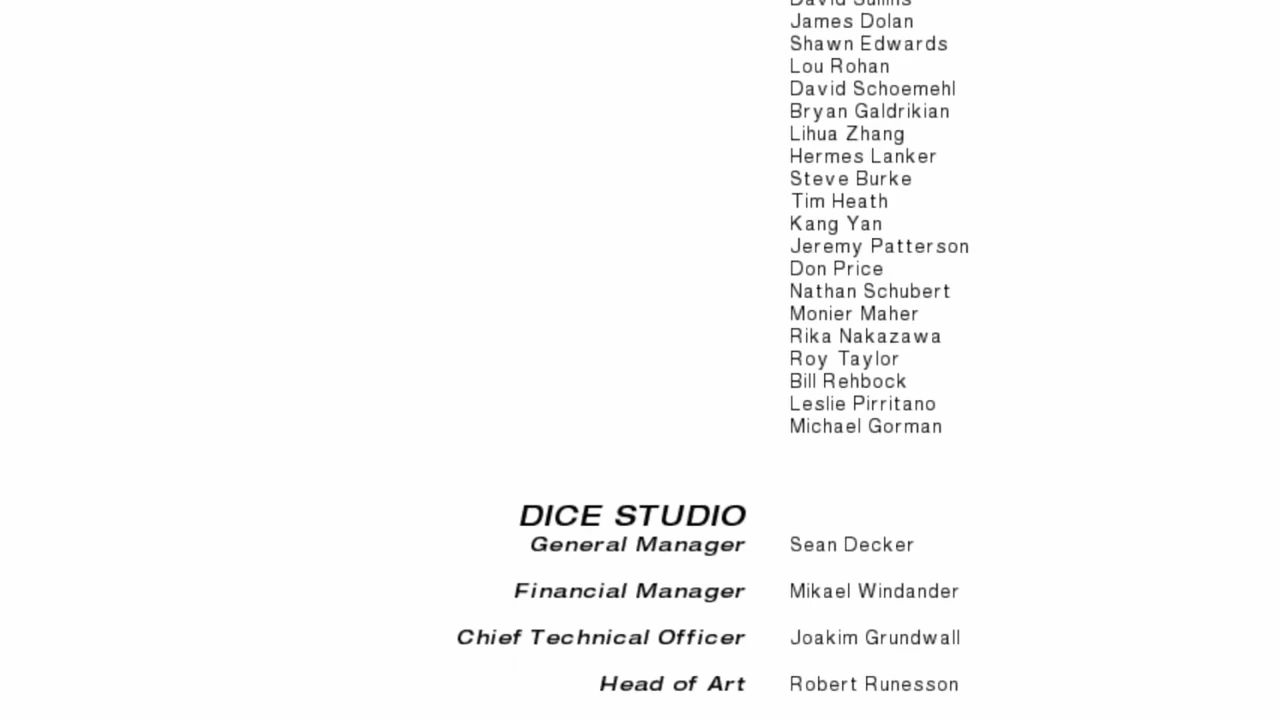 David Sullins
James Dolan
Shawn Edwards
Lou Rohan
David Schoemehl
Bryan Galdrikian
Lihua Zhang
Hermes Lanker
Steve Burke
Tim Heath
Kang Yan
Jeremy Patterson
Don Price
Nathan Schubert
Monier Maher
Rika Nakazawa
Roy Taylor
Bill Rehbock
Leslie Pirritano
Michael Gorman
DICE STUDIO
General Manager Sean Decker
Financial Manager Mikael Windander
Chief Technical Officer Joakim Grundwall
Head of Art Robert Runesson